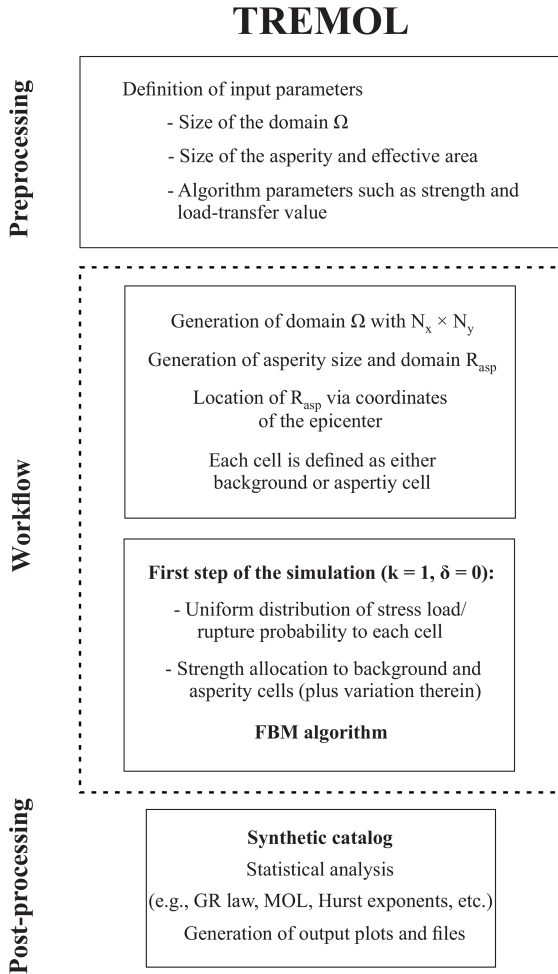 TREMOL
Preprocessing
Definition of input parameters
- Size of the domain Ω
- Size of the asperity and effective area
- Algorithm parameters such as strength and
load-transfer value
Workflow
Generation of domain Ω with Nx × Ny
Generation of asperity size and domain Rasp
Location of Rasp via coordinates
of the epicenter
Each cell is defined as either
background or aspertiy cell
First step of the simulation (k = 1, δ = 0):
- Uniform distribution of stress load/
rupture probability to each cell
- Strength allocation to background and
asperity cells (plus variation therein)
FBM algorithm
Post-processing
Synthetic catalog
Statistical analysis
(e.g., GR law, MOL, Hurst exponents, etc.)
Generation of output plots and files